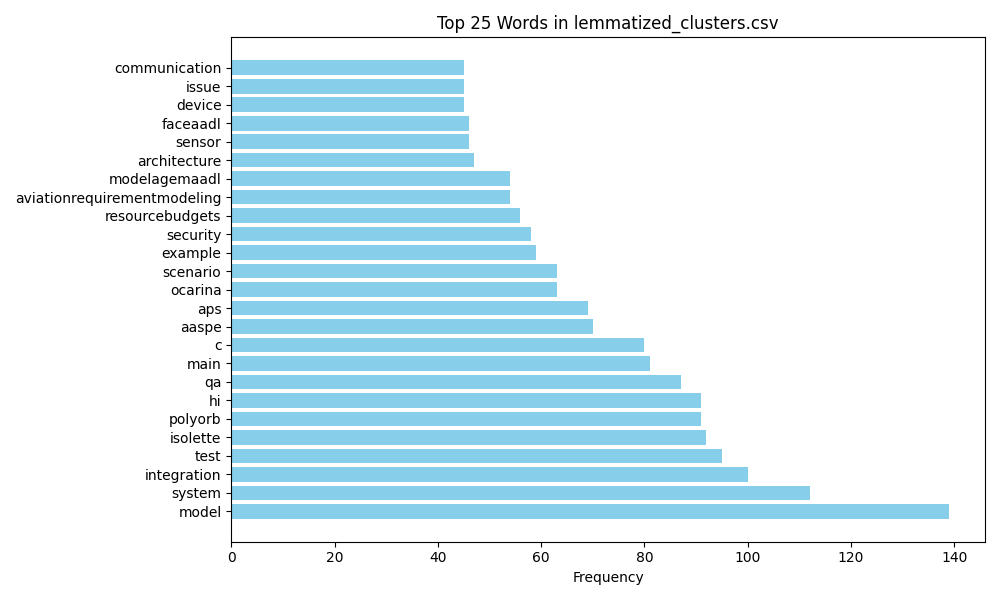 Top 25 Words in lemmatized_clusters.csv
communication
issue
device
faceaadl
sensor
architecture
modelagemaadl
aviationrequirementmodeling
resourcebudgets
security
example
scenario
ocarina
aps
aaspe
c
main
qa
hi
polyorb
isolette
test
integration
system
model
0 20 40 60 80 100 120 140
Frequency